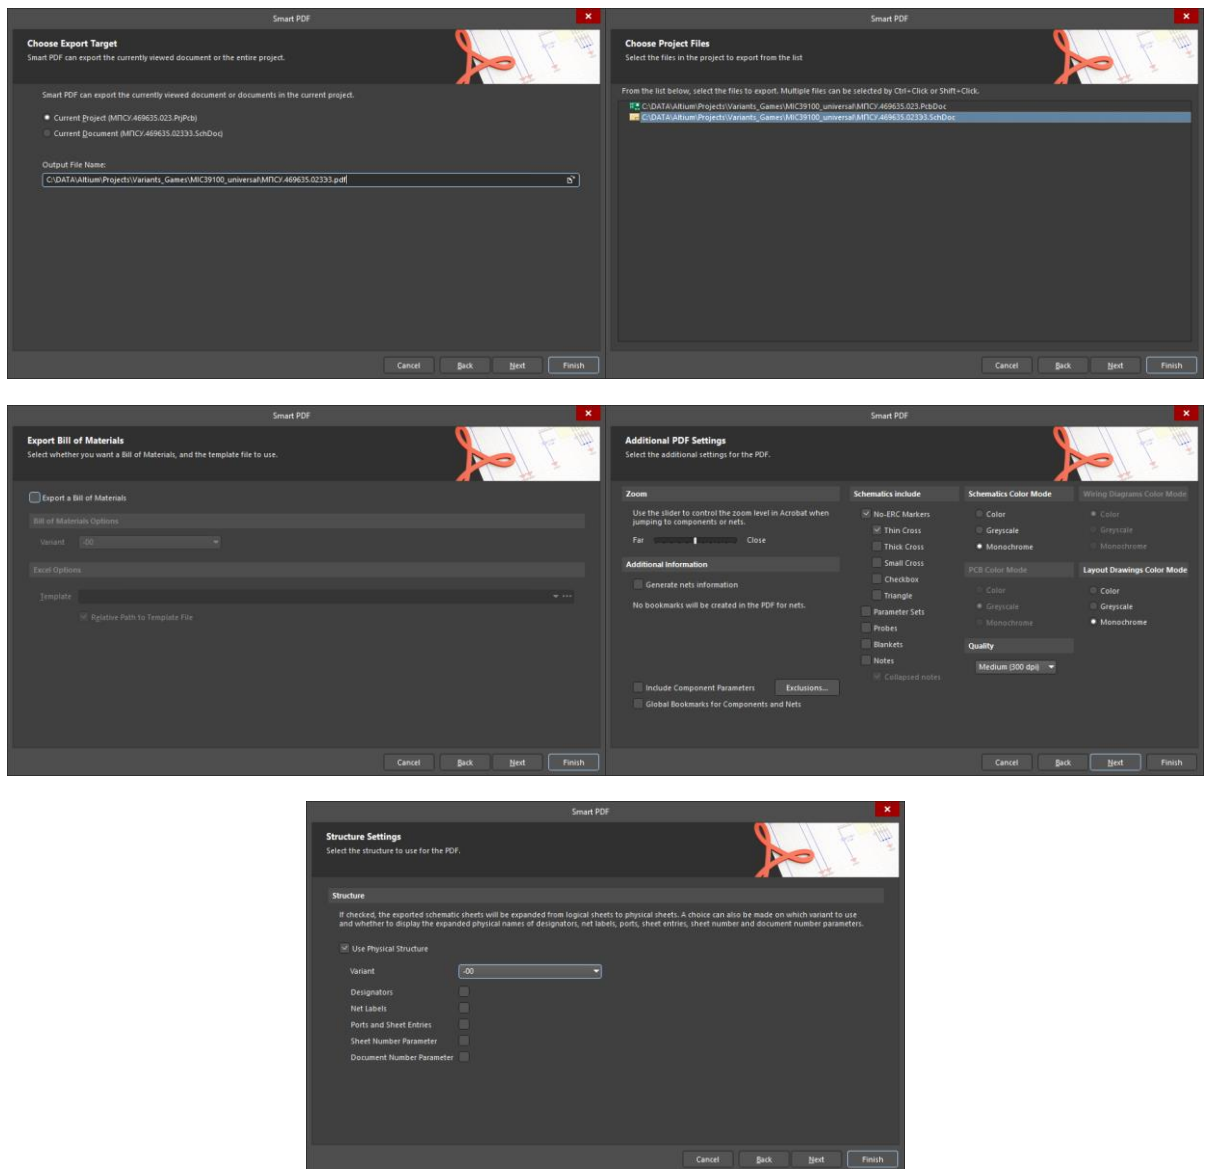 Smart PDF
Choose Export Target
Smart PDF can export the currently viewed document or the entire project.
Smart PDF can export the currently viewed document or documents in the current project.
Current Project (МПСУ.469635.023.PrjPcb)
Current Document (МПСУ.469635.023ЭЗ.SchDoc)
Output File Name:
C:\DATA\Altium\Projects\Variants_Games\MIC39100_universal\МПСУ.469635.023ЭЗ.pdf
Cancel Back Next Finish
Smart PDF
Choose Project Files
Select the files in the project to export from the list
From the list below, select the files to export. Multiple files can be selected by Ctrl+Click or Shift+Click.
C:\DATA\Altium\Projects\Variants_Games\MIC39100_universal\МПСУ.469635.023.PcbDoc
C:\DATA\Altium\Projects\Variants_Games\MIC39100_universal\МПСУ.469635.023ЭЗ.SchDoc
Cancel Back Next Finish
Smart PDF
Export Bill of Materials
Select whether you want a Bill of Materials, and the template file to use.
Export a Bill of Materials
Bill of Materials Options
Variant -00
Excel Options
Template
Relative Path to Template File
Cancel Back Next Finish
Smart PDF
Additional PDF Settings
Select the additional settings for the PDF.
Zoom
Use the slider to control the zoom level in Acrobat when
jumping to components or nets.
Far Close
Additional Information
Generate nets information
No bookmarks will be created in the PDF for nets.
Include Component Parameters Exclusions...
Global Bookmarks for Components and Nets
Schematics include
No-ERC Markers
Thin Cross
Thick Cross
Small Cross
Checkbox
Triangle
Parameter Sets
Probes
Blankets
Notes
Collapsed notes
Schematics Color Mode
Color
Greyscale
Monochrome
PCB Color Mode
Color
Greyscale
Monochrome
Quality
Medium (300 dpi)
Wiring Diagrams Color Mode
Color
Greyscale
Monochrome
Layout Drawings Color Mode
Color
Greyscale
Monochrome
Cancel Back Next Finish
Smart PDF
Structure Settings
Select the structure to use for the PDF.
Structure
If checked, the exported schematic sheets will be expanded from logical sheets to physical sheets. A choice can also be made on which variant to use
and whether to display the expanded physical names of designators, net labels, ports, sheet entries, sheet number and document number parameters.
Use Physical Structure
Variant -00
Designators
Net Labels
Ports and Sheet Entries
Sheet Number Parameter
Document Number Parameter
Cancel Back Next Finish